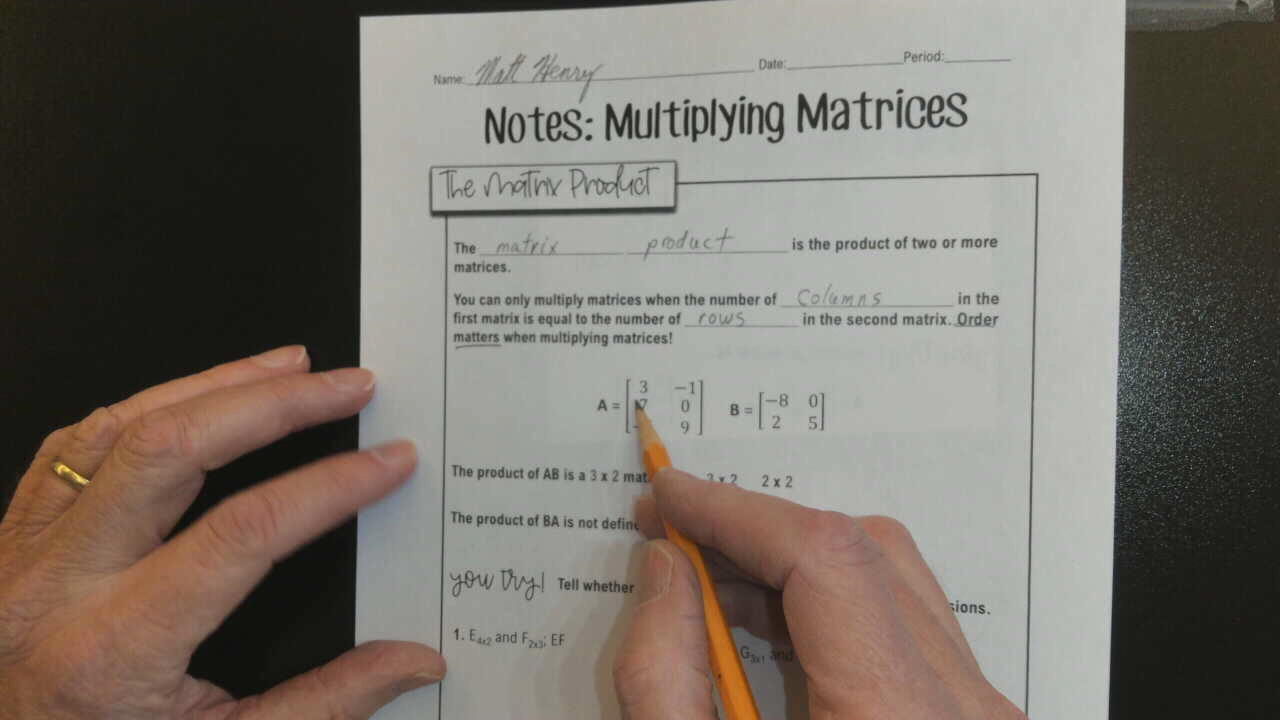 Name: Matt Henry Date: Period:
Notes: Multiplying Matrices
The Matrix Product
The matrix product is the product of two or more
matrices.
You can only multiply matrices when the number of columns in the
first matrix is equal to the number of rows in the second matrix. Order
matters when multiplying matrices!
3 -1
A = 7 0 B = -8 0
9 2 5
The product of AB is a 3 x 2 3 x 2 2 x 2
The product of BA is not
you try! Tell whether
1. E4x2 and F2x3; EF G3x1 and